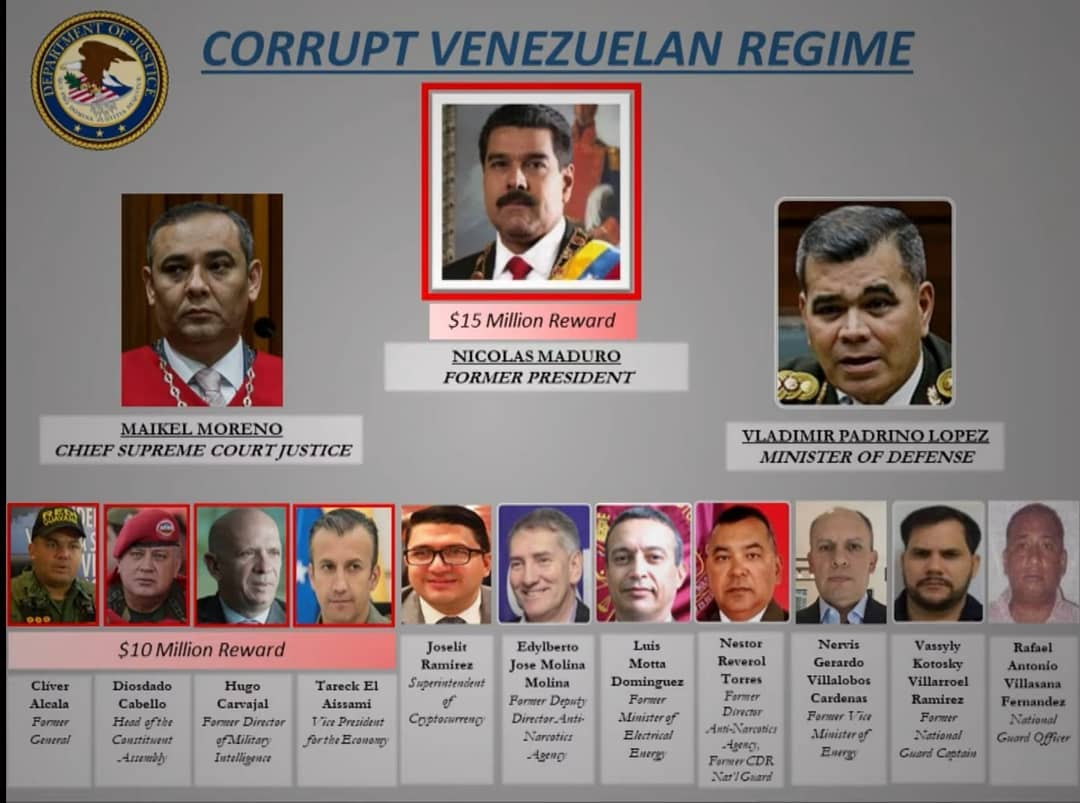 DEPARTMENT OF JUSTICE
CORRUPT VENEZUELAN REGIME
$15 Million Reward
NICOLAS MADURO
FORMER PRESIDENT
MAIKEL MORENO
CHIEF SUPREME COURT JUSTICE
VLADIMIR PADRINO LOPEZ
MINISTER OF DEFENSE
$10 Million Reward
Clíver
Alcala
Former
General
Diosdado
Cabello
Head of the
Constituent
Assembly
Hugo
Carvajal
Former Director
of Military
Intelligence
Tareck El
Aissami
Vice President
for the Economy
Joselit
Ramirez
Superintendent
of
Cryptocurrency
Edylberto
Jose Molina
Molina
Former Deputy
Director Anti-
Narcotics
Agency
Luis
Motta
Dominguez
Former
Minister of
Electrical
Energy
Nestor
Reverol
Torres
Former
Director
Anti-Narcotics
Agency,
Former CDR
Nat'l Guard
Nervis
Gerardo
Villalobos
Cardenas
Former Vice
Minister of
Energy
Vassyly
Kotosky
Villarroel
Ramirez
Former
National
Guard Captain
Rafael
Antonio
Villasana
Fernandez
National
Guard Officer